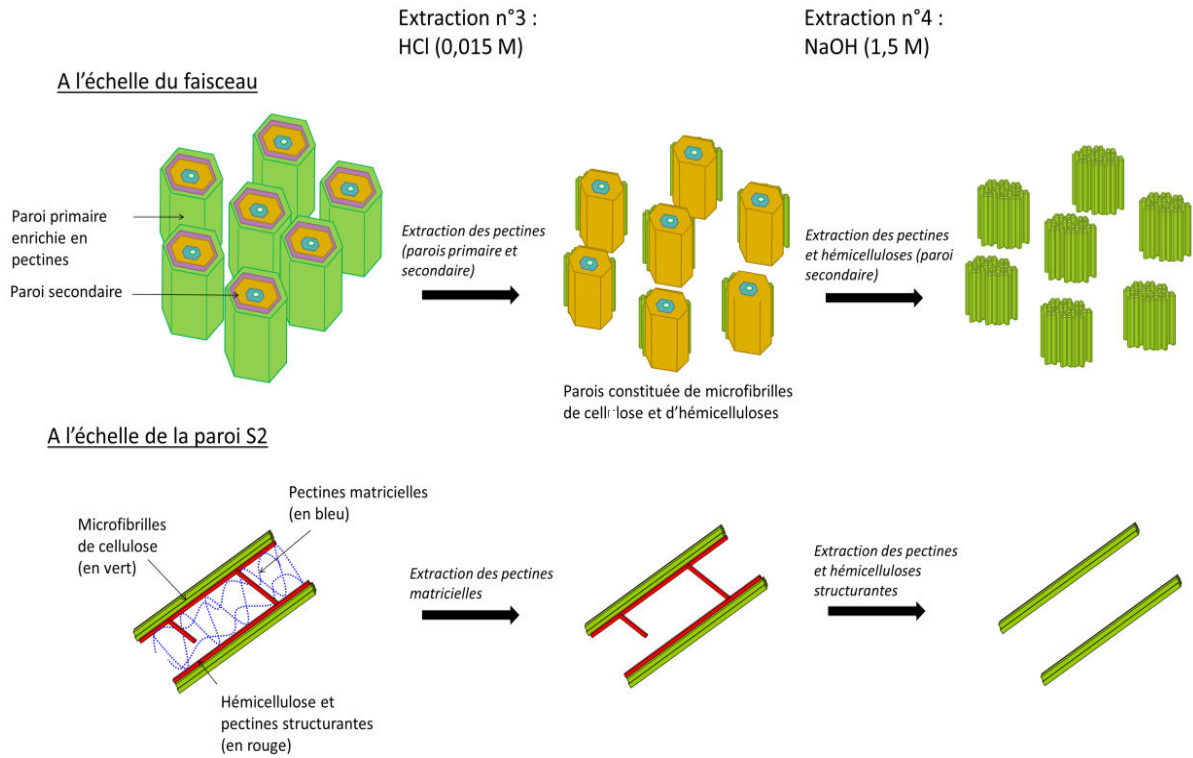 Extraction n°3 :
HCl (0,015 M)
Extraction n°4 :
NaOH (1,5 M)
A l'échelle du faisceau
Paroi primaire
enrichie en
pectines
Paroi secondaire
Extraction des pectines
(parois primaire et
secondaire)
Extraction des pectines
et hémicelluloses (paroi
secondaire)
Parois constituée de microfibrilles
de cellulose et d'hémicelluloses
A l'échelle de la paroi S2
Microfibrilles
de cellulose
(en vert)
Pectines matricielles
(en bleu)
Extraction des pectines
matricielles
Extraction des pectines
et hémicelluloses
structurantes
Hémicellulose et
pectines structurantes
(en rouge)